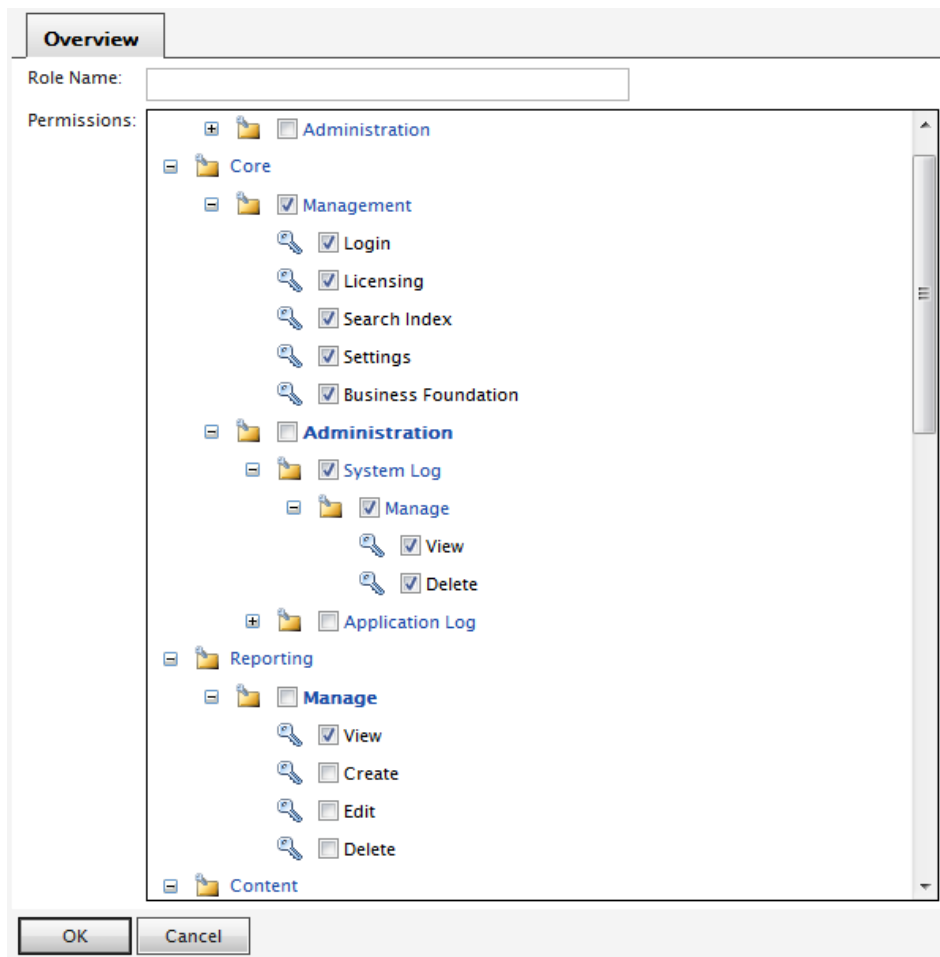 Overview
Role Name:
Permissions:
Administration
Core
Management
Login
Licensing
Search Index
Settings
Business Foundation
Administration
System Log
Manage
View
Delete
Application Log
Reporting
Manage
View
Create
Edit
Delete
Content
OK Cancel